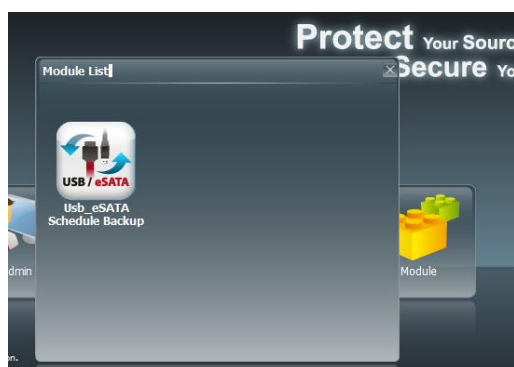 Protect Your Sourc
Secure Yo
Module List
USB / eSATA
Usb_eSATA
Schedule Backup
dmin
Module
on.